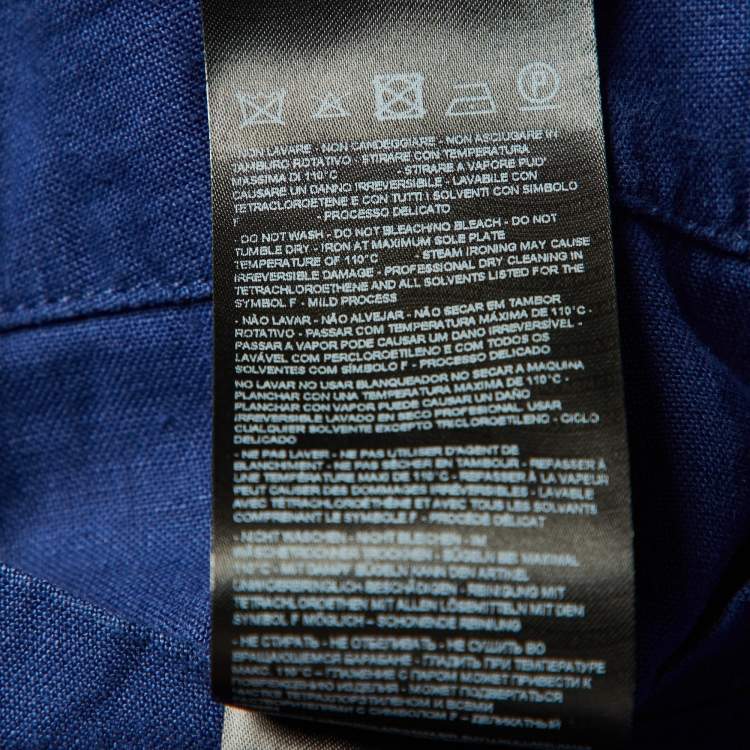 P
NON LAVARE - NON CANDEGGIARE - NON ASCIUGARE IN
TAMBURO ROTATIVO - STIRARE CON TEMPERATURA
MASSIMA DI 110°C - STIRARE A VAPORE PUO'
CAUSARE UN DANNO IRREVERSIBILE - LAVABILE CON
TETRACLOROETENE E CON TUTTI I SOLVENTI CON SIMBOLO
F - PROCESSO DELICATO
- DO NOT WASH - DO NOT BLEACH/NO BLEACH - DO NOT
TUMBLE DRY - IRON AT MAXIMUM SOLE PLATE
TEMPERATURE OF 110°C - STEAM IRONING MAY CAUSE
IRREVERSIBLE DAMAGE - PROFESSIONAL DRY CLEANING IN
TETRACHLOROETHENE AND ALL SOLVENTS LISTED FOR THE
SYMBOL F - MILD PROCESS
- NÃO LAVAR - NÃO ALVEJAR - NÃO SECAR EM TAMBOR
ROTATIVO - PASSAR COM TEMPERATURA MÁXIMA DE 110°C -
PASSAR A VAPOR PODE CAUSAR UM DANO IRREVERSÍVEL -
LAVÁVEL COM PERCLOROETILENO E COM TODOS OS
SOLVENTES COM SÍMBOLO F - PROCESSO DELICADO
NO LAVAR NO USAR BLANQUEADOR NO SECAR A MAQUINA
PLANCHAR CON UNA TEMPERATURA MAXIMA DE 110°C -
PLANCHAR CON VAPOR PUEDE CAUSAR UN DAÑO
IRREVERSIBLE LAVADO EN SECO PROFESIONAL. USAR
CUALQUIER SOLVENTE EXCEPTO TRICLOROETILENO - CICLO
DELICADO
- NE PAS LAVER - NE PAS UTILISER D'AGENT DE
BLANCHIMENT - NE PAS SÉCHER EN TAMBOUR - REPASSER À
UNE TEMPÉRATURE MAXI DE 110°C - REPASSER À LA VAPEUR
PEUT CAUSER DES DOMMAGES IRRÉVERSIBLES - LAVABLE
AVEC TÉTRACHLOROÉTHÈNE ET AVEC TOUS LES SOLVANTS
COMPRENANT LE SYMBOLE F - PROCÉDÉ DÉLICAT
- NICHT WASCHEN - NICHT BLEICHEN - IM
TROCKNEN - BÜGELN BEI MAXIMAL
110°C - MIT DAMPF DEN ARTIKEL
BESCHÄDIGEN - REINIGUNG MIT
TETRACHLOROETHEN MIT ALLEN LÖSEMITTELN MIT DEM
SYMBOL F MÖGLICH - SCHONENDE REINIGUNG
- НЕ СТИРАТЬ - НЕ ОТБЕЛИВАТЬ - НЕ СУШИТЬ ВО
ВРАЩАЮЩЕМСЯ БАРАБАНЕ - ГЛАДИТЬ ПРИ ТЕМПЕРАТУРЕ
110°C - ГЛАЖЕНИЕ С ПАРОМ МОЖЕТ ПРИВЕСТИ К
ИЗДЕЛИЯ - МОЖЕТ ПОДВЕРГАТЬСЯ
И ВСЕМИ
С СИМВОЛОМ F - ДЕЛИКАТНЫЙ